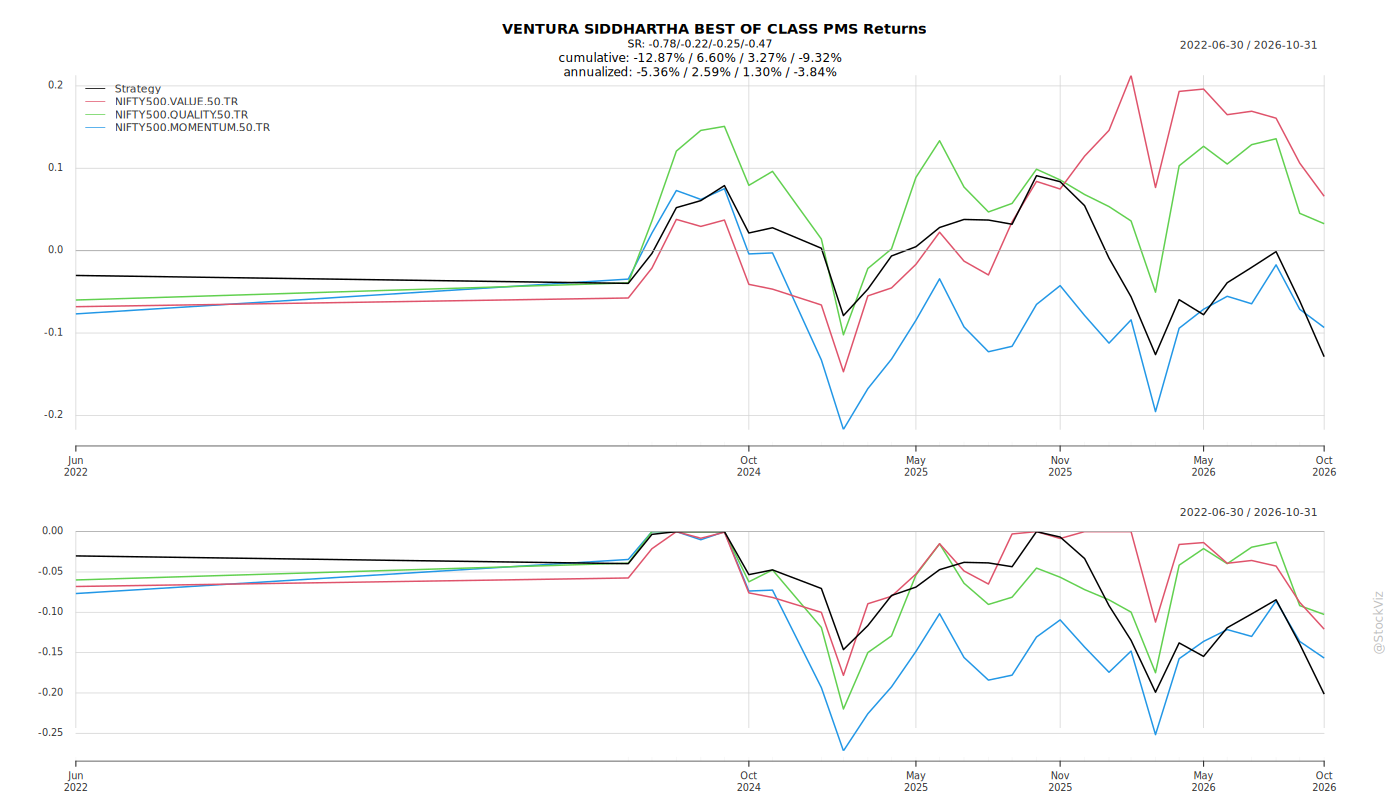 VENTURA SIDDHARTHA BEST OF CLASS PMS Returns
SR: -0.78/-0.22/-0.25/-0.47
cumulative: -12.87% / 6.60% / 3.27% / -9.32%
annualized: -5.36% / 2.59% / 1.30% / -3.84%
2022-06-30 / 2026-10-31
Strategy
NIFTY500.VALUE.50.TR
NIFTY500.QUALITY.50.TR
NIFTY500.MOMENTUM.50.TR
0.2
0.1
0.0
-0.1
-0.2
Jun 2022
Oct 2024
May 2025
Nov 2025
May 2026
Oct 2026
2022-06-30 / 2026-10-31
0.00
-0.05
-0.10
-0.15
-0.20
-0.25
Jun 2022
Oct 2024
May 2025
Nov 2025
May 2026
Oct 2026
@StockViz